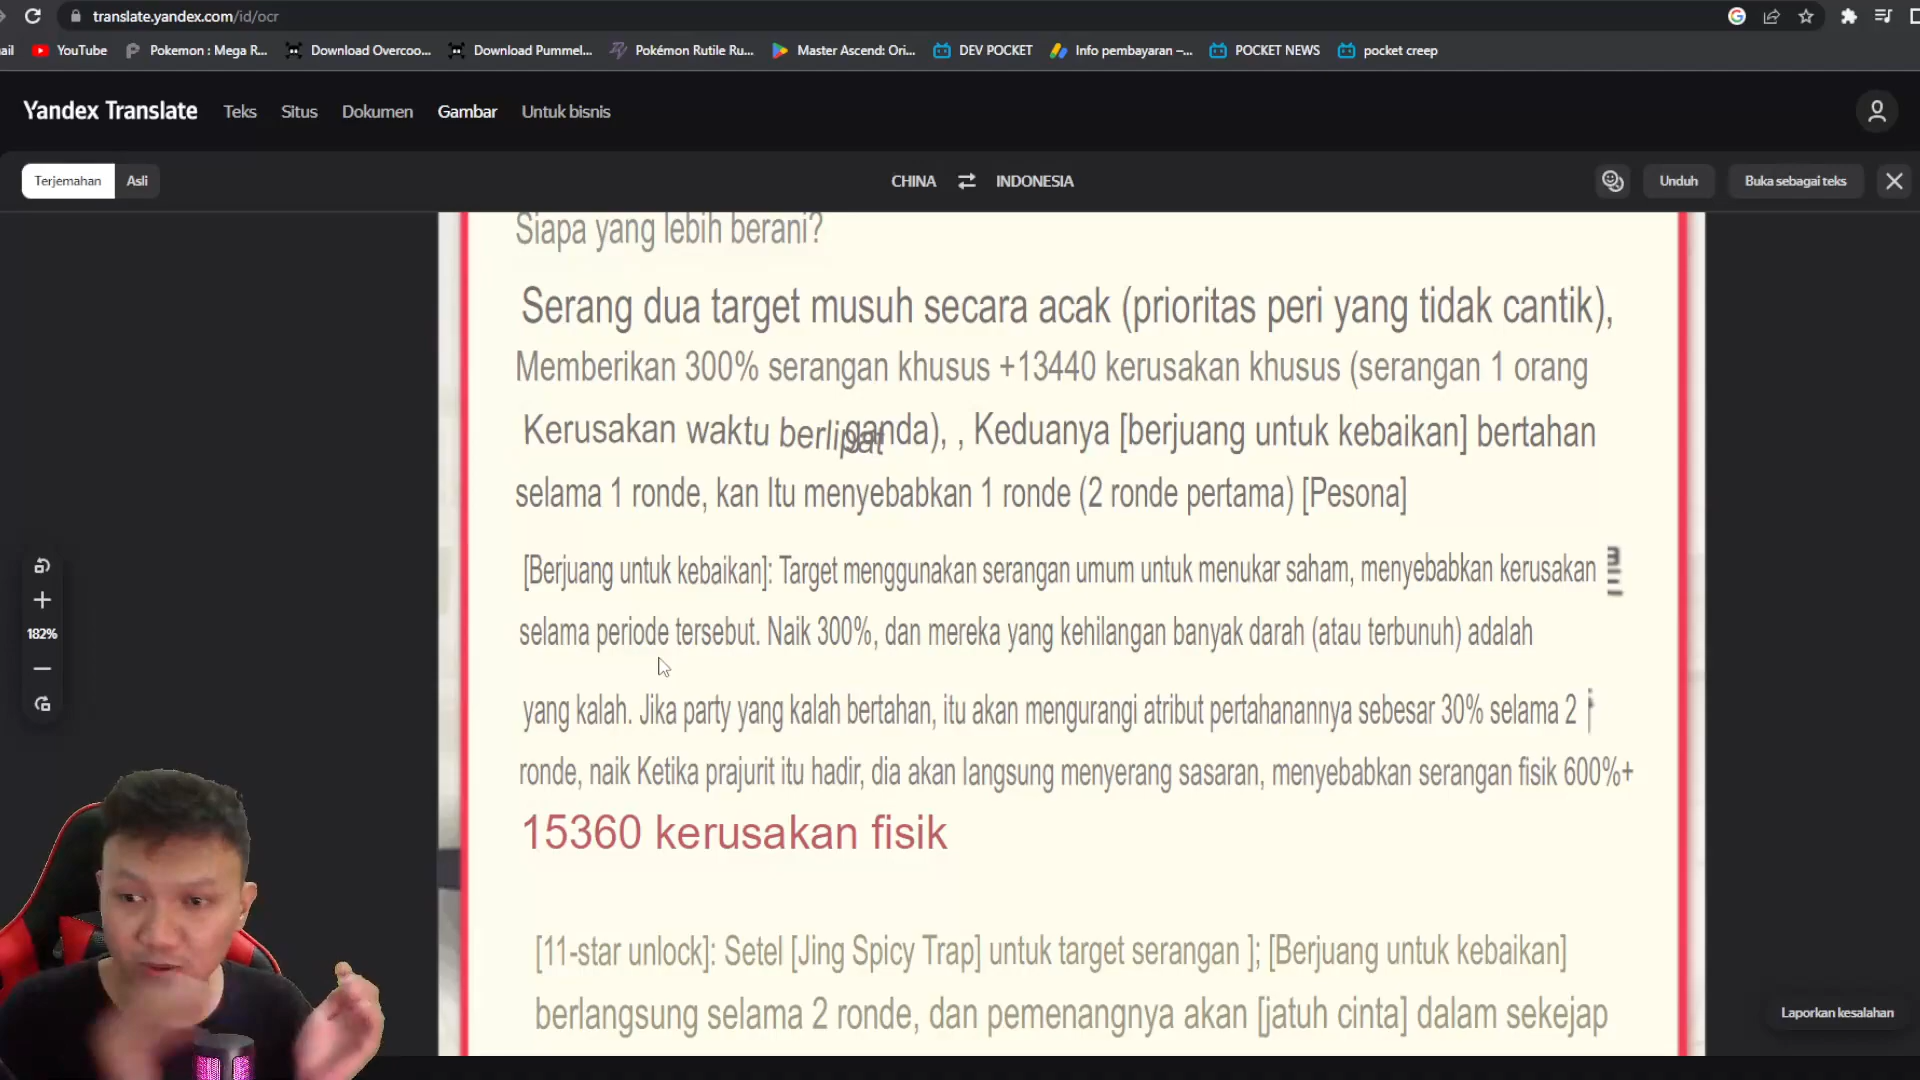 translate.yandex.com/id/ocr
ail
YouTube
Pokemon : Mega R...
Download Overcoo...
Download Pummel...
Pokémon Rutile Ru...
Master Ascend: Ori...
DEV POCKET
Info pembayaran –...
POCKET NEWS
pocket creep
Yandex Translate
Teks
Situs
Dokumen
Gambar
Untuk bisnis
Terjemahan
Asli
CHINA
INDONESIA
Unduh
Buka sebagai teks
Siapa yang lebih berani?
Serang dua target musuh secara acak (prioritas peri yang tidak cantik),
Memberikan 300% serangan khusus +13440 kerusakan khusus (serangan 1 orang
Kerusakan waktu berlipat ganda), , Keduanya [berjuang untuk kebaikan] bertahan
selama 1 ronde, kan Itu menyebabkan 1 ronde (2 ronde pertama) [Pesona]
[Berjuang untuk kebaikan]: Target menggunakan serangan umum untuk menukar saham, menyebabkan kerusakan
selama periode tersebut. Naik 300%, dan mereka yang kehilangan banyak darah (atau terbunuh) adalah
yang kalah. Jika party yang kalah bertahan, itu akan mengurangi atribut pertahanannya sebesar 30% selama 2
ronde, naik Ketika prajurit itu hadir, dia akan langsung menyerang sasaran, menyebabkan serangan fisik 600%+
15360 kerusakan fisik
[11-star unlock]: Setel [Jing Spicy Trap] untuk target serangan ]; [Berjuang untuk kebaikan]
berlangsung selama 2 ronde, dan pemenangnya akan [jatuh cinta] dalam sekejap
182%
Laporkan kesalahan